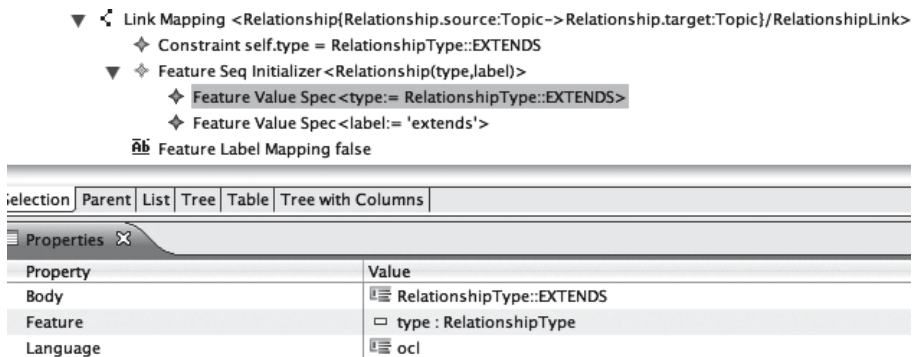 Link Mapping <Relationship{Relationship.source:Topic->Relationship.target:Topic}/RelationshipLink>
Constraint self.type = RelationshipType::EXTENDS
Feature Seq Initializer<Relationship(type,label)>
Feature Value Spec<type:= RelationshipType::EXTENDS>
Feature Value Spec<label:= 'extends'>
Ab Feature Label Mapping false
Selection Parent List Tree Table Tree with Columns
Properties
Property Value
Body RelationshipType::EXTENDS
Feature type : RelationshipType
Language ocl